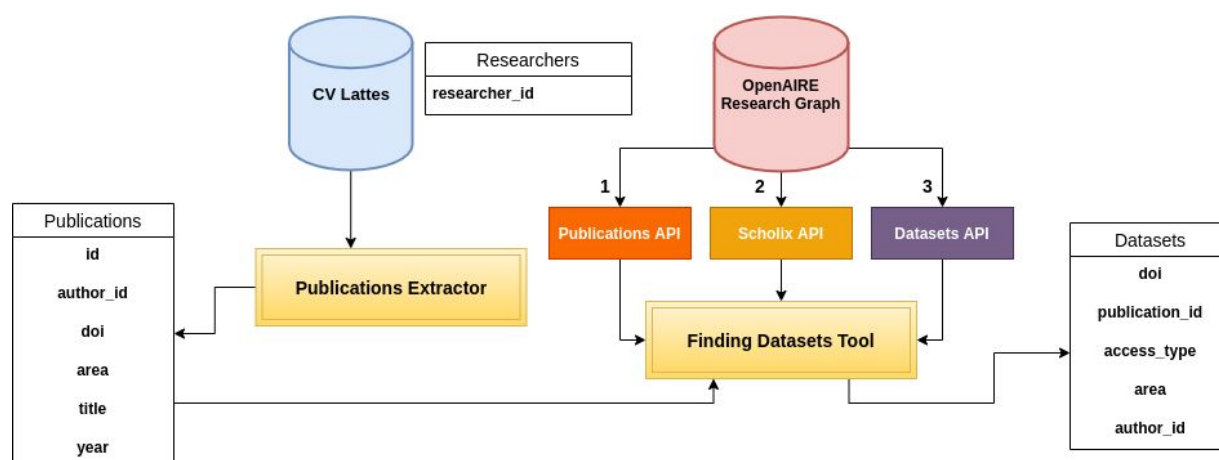 CV Lattes
Researchers
researcher_id
OpenAIRE
Research Graph
1
2
3
Publications API
Scholix API
Datasets API
Publications
id
author_id
doi
area
title
year
Publications Extractor
Finding Datasets Tool
Datasets
doi
publication_id
access_type
area
author_id